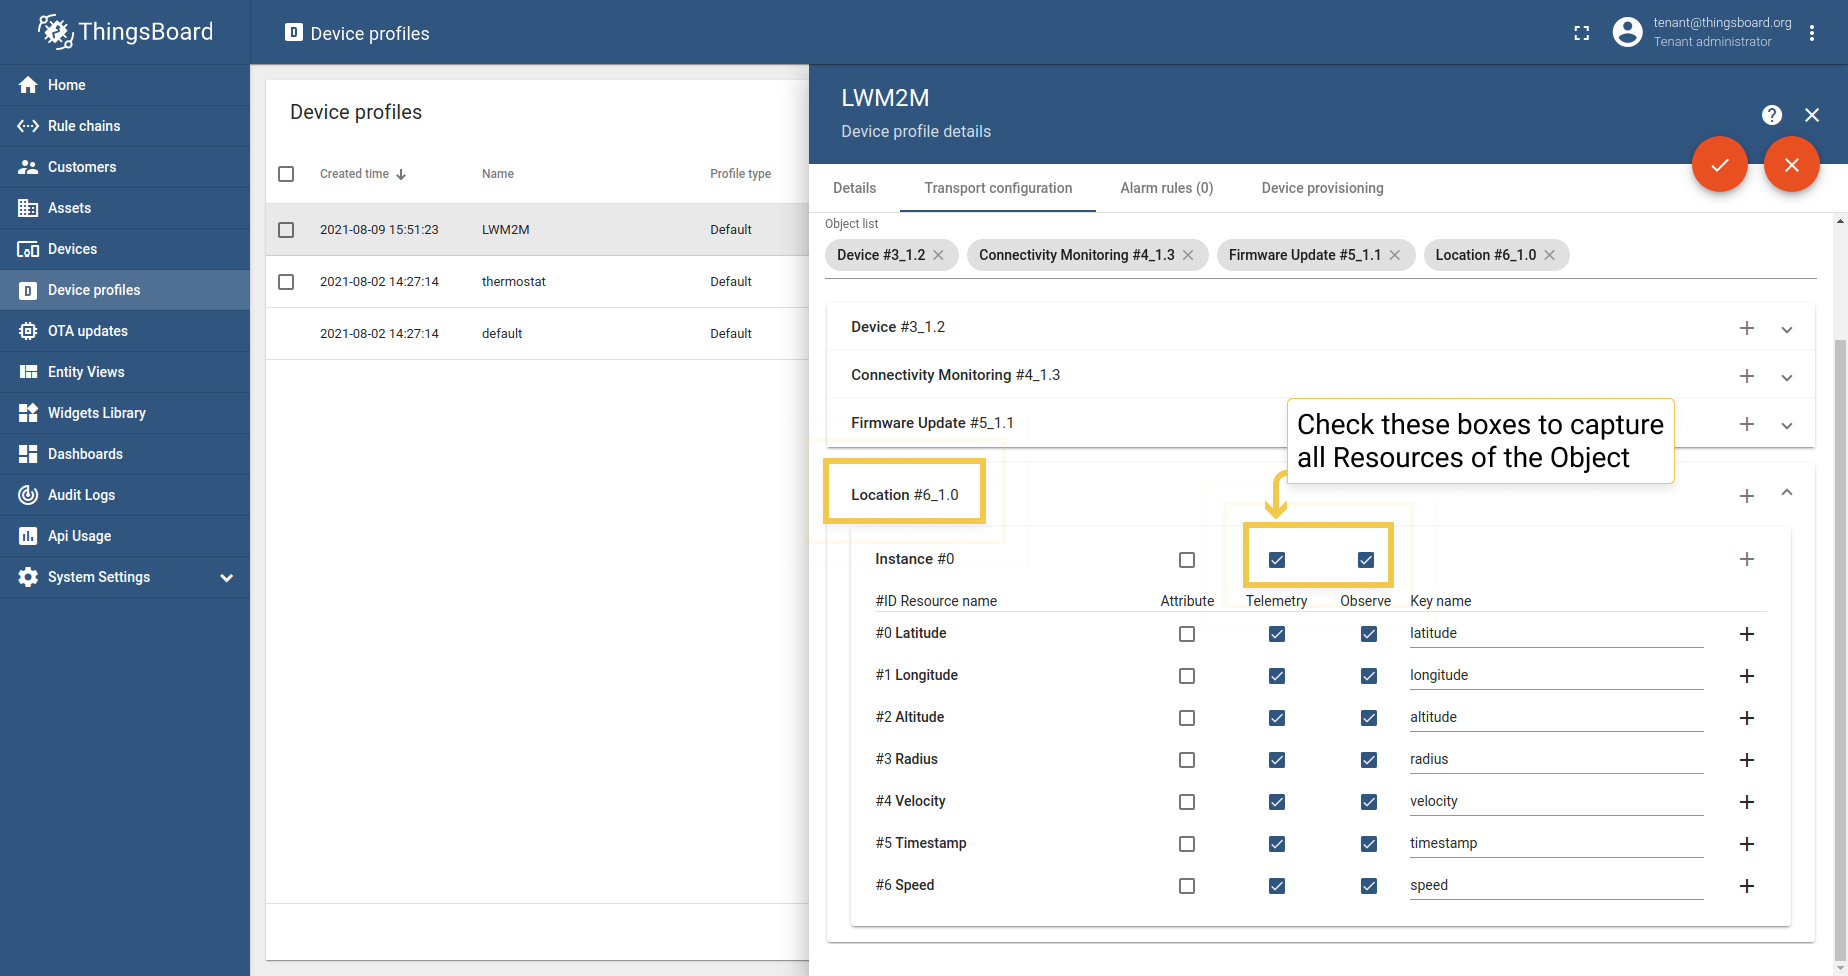 ThingsBoard
Device profiles
tenant@thingsboard.org
Tenant administrator
Home
Rule chains
Customers
Assets
Devices
Device profiles
OTA updates
Entity Views
Widgets Library
Dashboards
Audit Logs
Api Usage
System Settings
Device profiles
Created time Name Profile type
2021-08-09 15:51:23 LWM2M Default
2021-08-02 14:27:14 thermostat Default
2021-08-02 14:27:14 default Default
LWM2M
Device profile details
Details Transport configuration Alarm rules (0) Device provisioning
Object list
Device #3_1.2 Connectivity Monitoring #4_1.3 Firmware Update #5_1.1 Location #6_1.0
Device #3_1.2
Connectivity Monitoring #4_1.3
Firmware Update #5_1.1
Check these boxes to capture
all Resources of the Object
Location #6_1.0
Instance #0
#ID Resource name Attribute Telemetry Observe Key name
#0 Latitude latitude
#1 Longitude longitude
#2 Altitude altitude
#3 Radius radius
#4 Velocity velocity
#5 Timestamp timestamp
#6 Speed speed